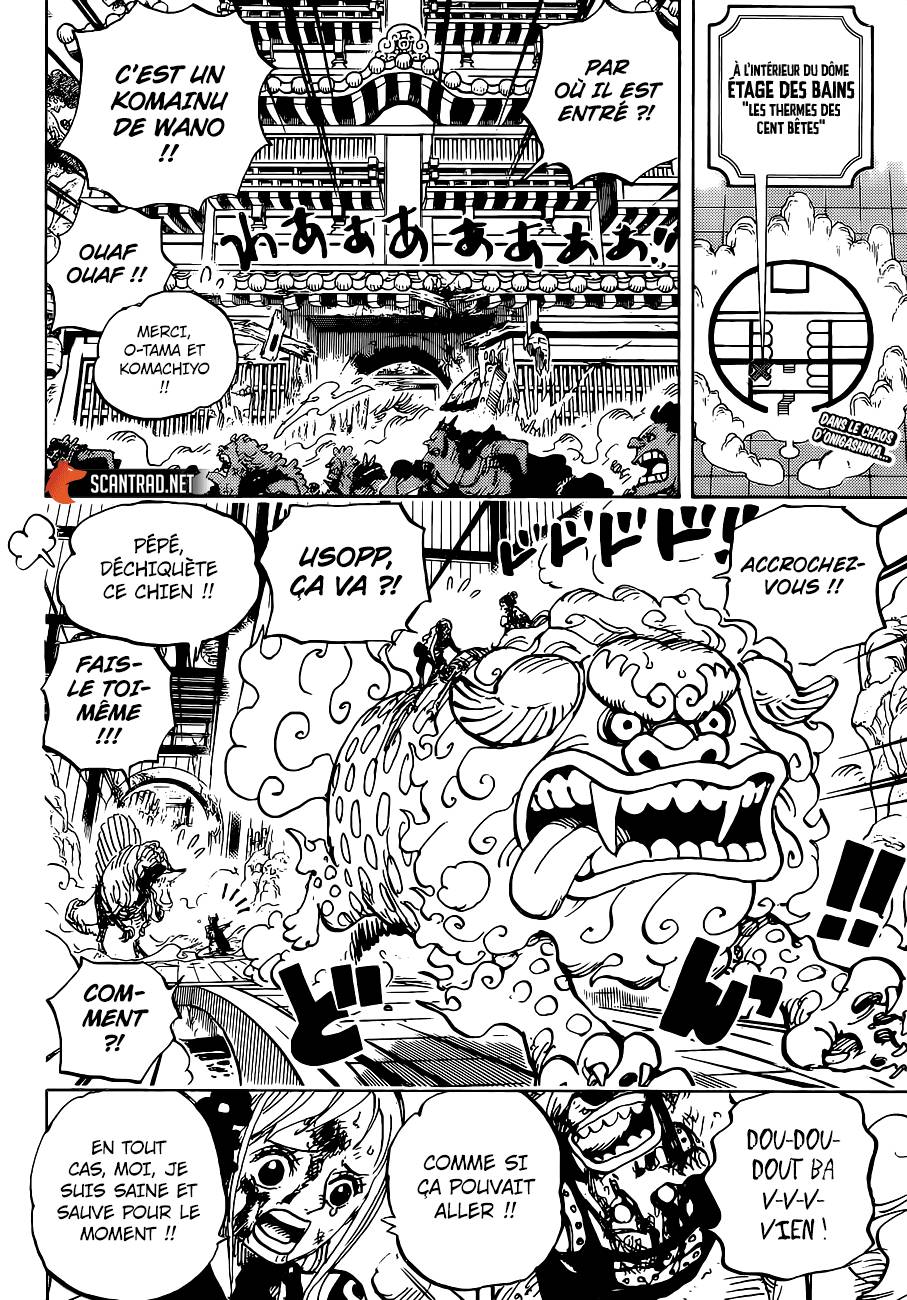 À L'INTÉRIEUR DU DÔME
ÉTAGE DES BAINS
"LES THERMES DES
CENT BÊTES"
DANS LE CHAOS
D'ONIGASHIMA...
PAR
OÙ IL EST
ENTRÉ ?!
C'EST UN
KOMAINU
DE WANO
!!
わああああああああ!!
OUAF
OUAF !!
MERCI,
O-TAMA ET
KOMACHIYO
!!
SCANTRAD.NET
ACCROCHEZ-
VOUS !!
ドドドドド
USOPP,
ÇA VA ?!
PÉPÉ,
DÉCHIQUÈTE
CE CHIEN !!
FAIS-
LE TOI-
MÊME
!!!
COM-
MENT
?!
ドン!!
DOU-DOU-
DOUT BA
V-V-V-
VIEN !
COMME SI
ÇA POUVAIT
ALLER !!
EN TOUT
CAS, MOI, JE
SUIS SAINE ET
SAUVE POUR LE
MOMENT !!